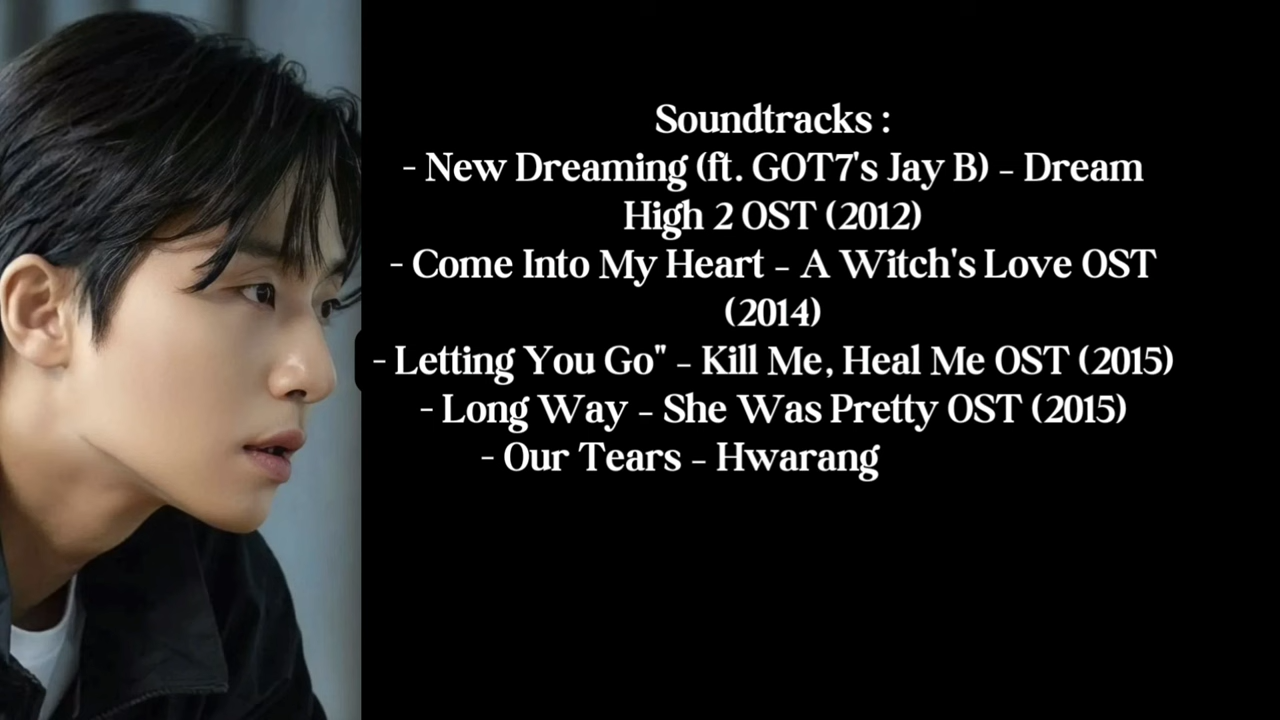 Soundtracks :
- New Dreaming (ft. GOT7's Jay B) - Dream
High 2 OST (2012)
- Come Into My Heart - A Witch's Love OST
(2014)
- Letting You Go" - Kill Me, Heal Me OST (2015)
- Long Way - She Was Pretty OST (2015)
- Our Tears - Hwarang